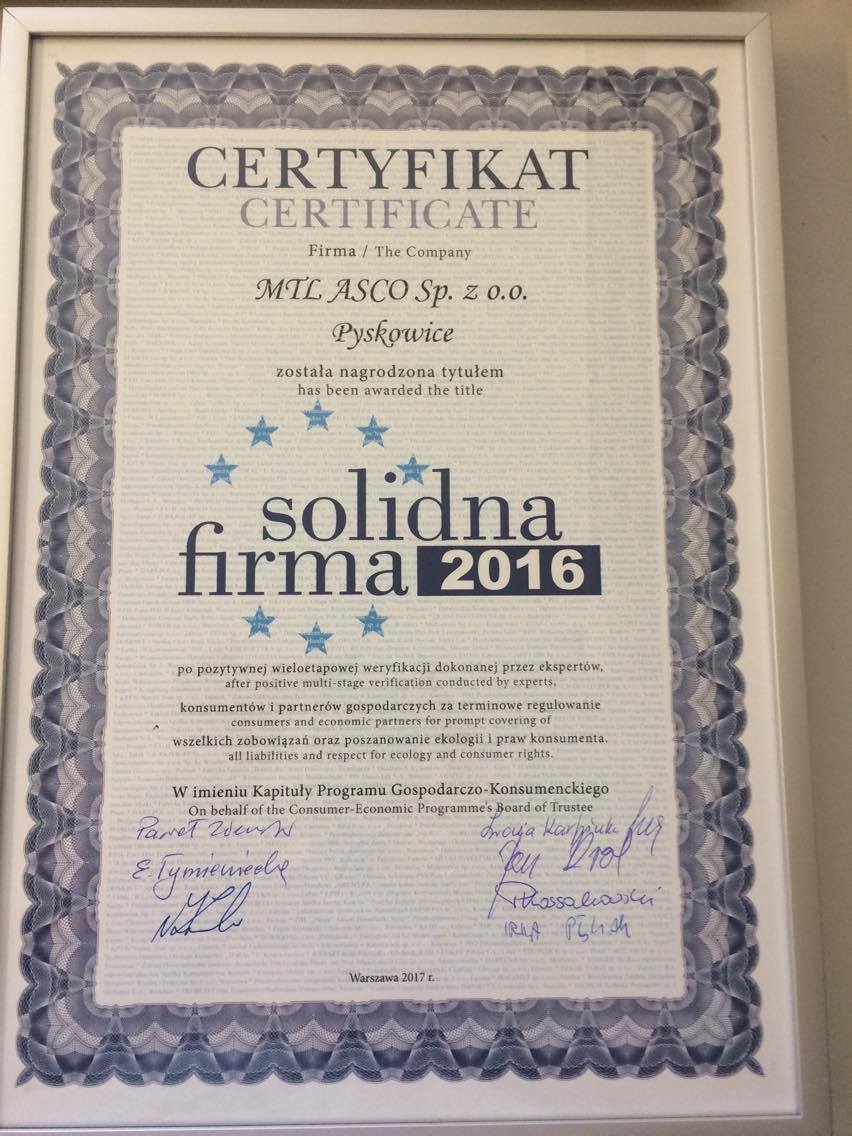 CERTYFIKAT
CERTIFICATE
Firma / The Company
MTL ASCO Sp. z o.o.
Pyskowice
została nagrodzona tytułem
has been awarded the title
solidna
firma 2016
po pozytywnej wieloetapowej weryfikacji dokonanej przez ekspertów,
after positive multi-stage verification conducted by experts,
konsumentów i partnerów gospodarczych za terminowe regulowanie
consumers and economic partners for prompt covering of
wszelkich zobowiązań oraz poszanowanie ekologii i praw konsumenta.
all liabilities and respect for ecology and consumer rights.
W imieniu Kapituły Programu Gospodarczo-Konsumenckiego
On behalf of the Consumer-Economic Programme's Board of Trustee
Paweł
E. Tymieniecka
Jan Król
Warszawa 2017 r.